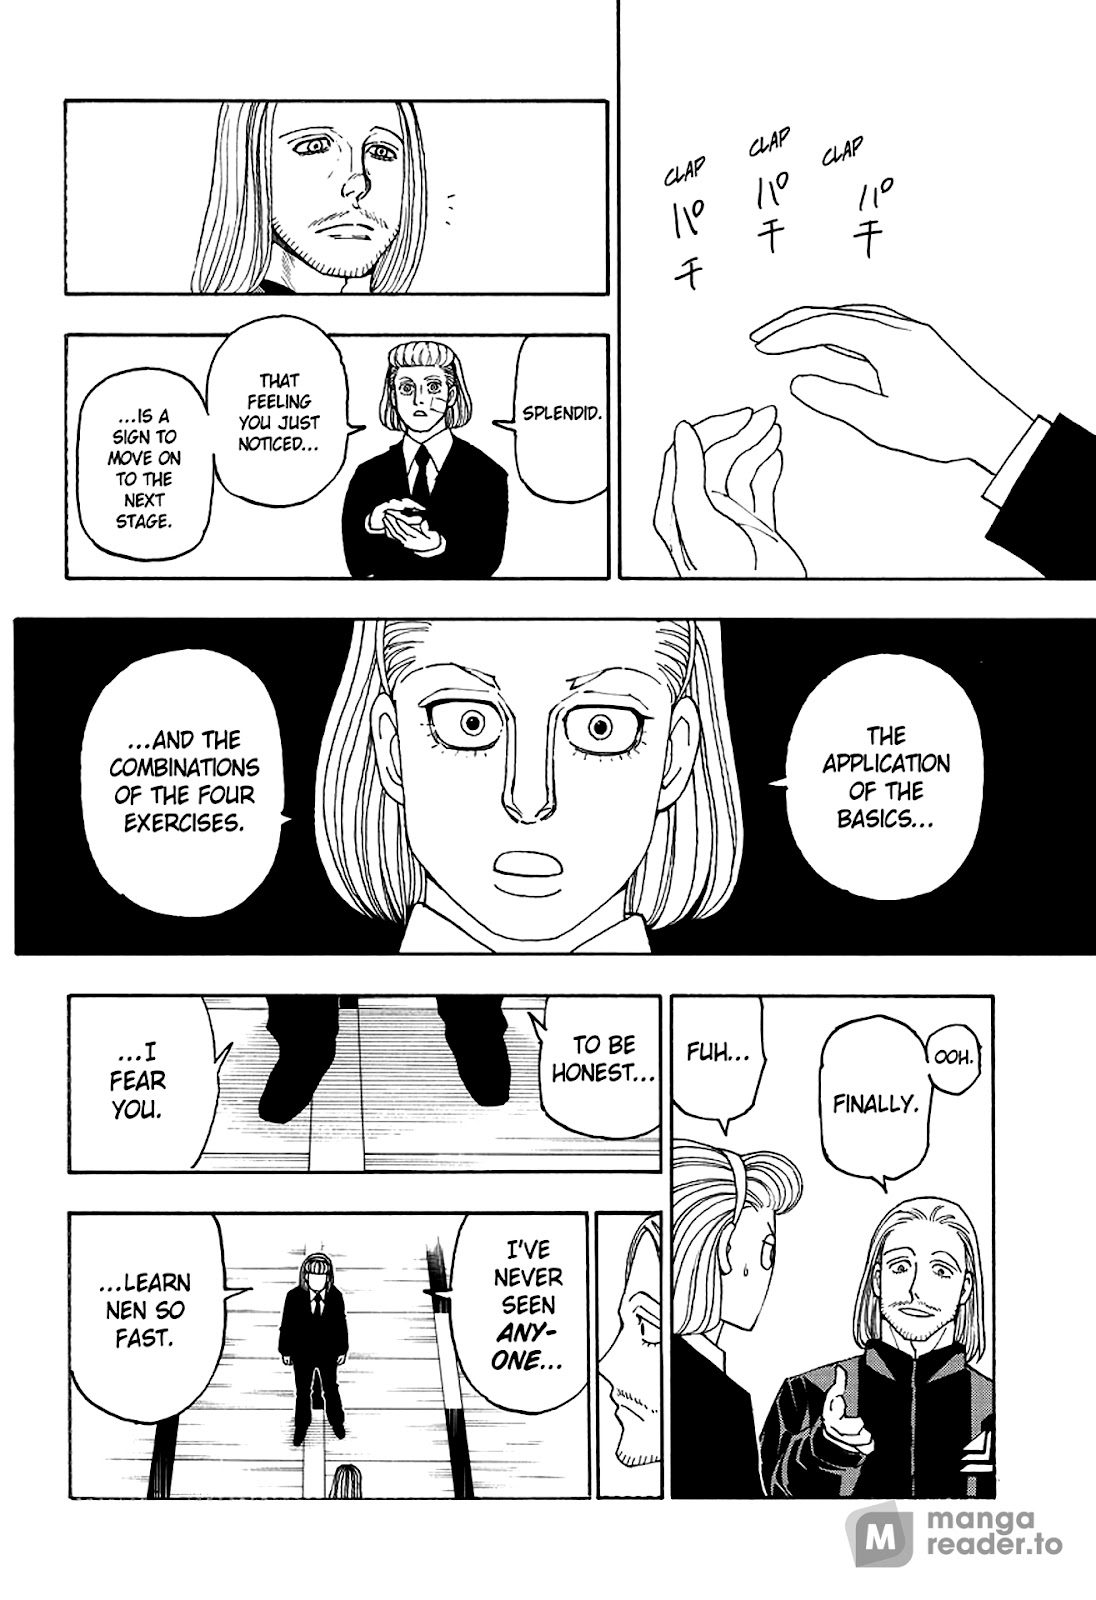 CLAP
CLAP
CLAP
パ
チ
パ
チ
パ
チ
SPLENDID.
THAT
FEELING
YOU JUST
NOTICED...
...IS A
SIGN TO
MOVE ON
TO THE
NEXT
STAGE.
THE
APPLICATION
OF THE
BASICS...
...AND THE
COMBINATIONS
OF THE FOUR
EXERCISES.
OOH.
FINALLY.
FUH...
TO BE
HONEST...
...I
FEAR
YOU.
I'VE
NEVER
SEEN
ANY-
ONE...
...LEARN
NEN SO
FAST.
M
manga
reader.to